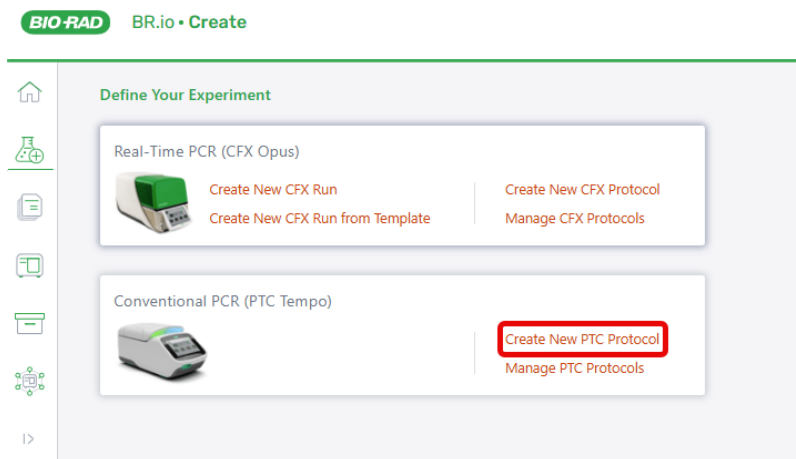 BIO-RAD BR.io • Create
Define Your Experiment
Real-Time PCR (CFX Opus)
Create New CFX Run
Create New CFX Protocol
Create New CFX Run from Template
Manage CFX Protocols
Conventional PCR (PTC Tempo)
Create New PTC Protocol
Manage PTC Protocols